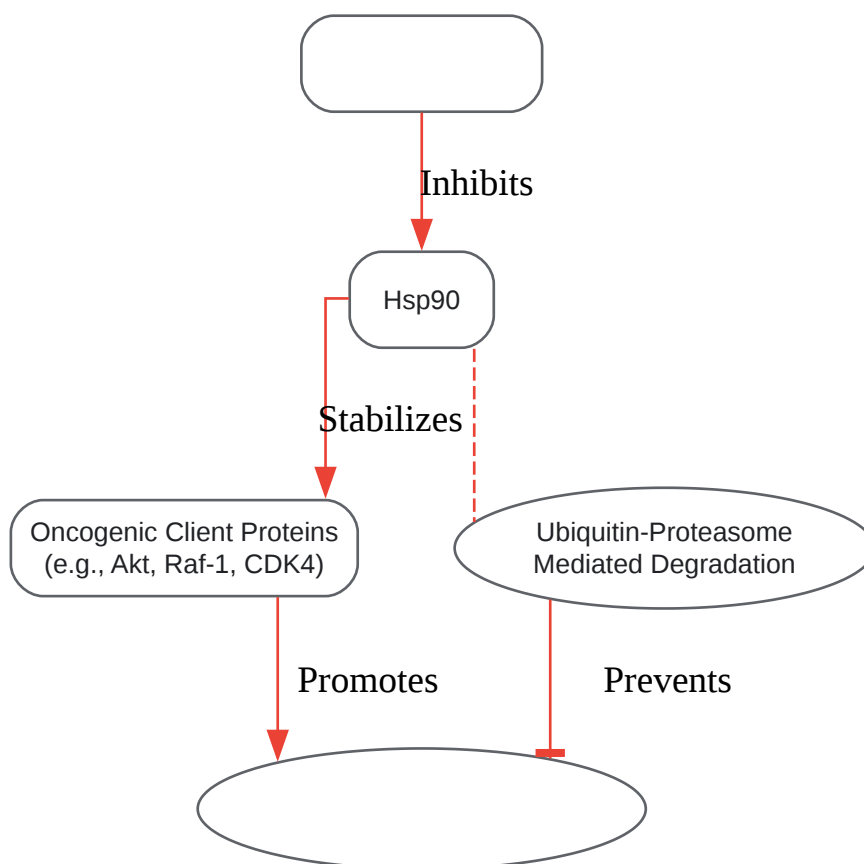 Inhibits
Hsp90
Stabilizes
Oncogenic Client Proteins
(e.g., Akt, Raf-1, CDK4)
Ubiquitin-Proteasome
Mediated Degradation
Promotes
Prevents